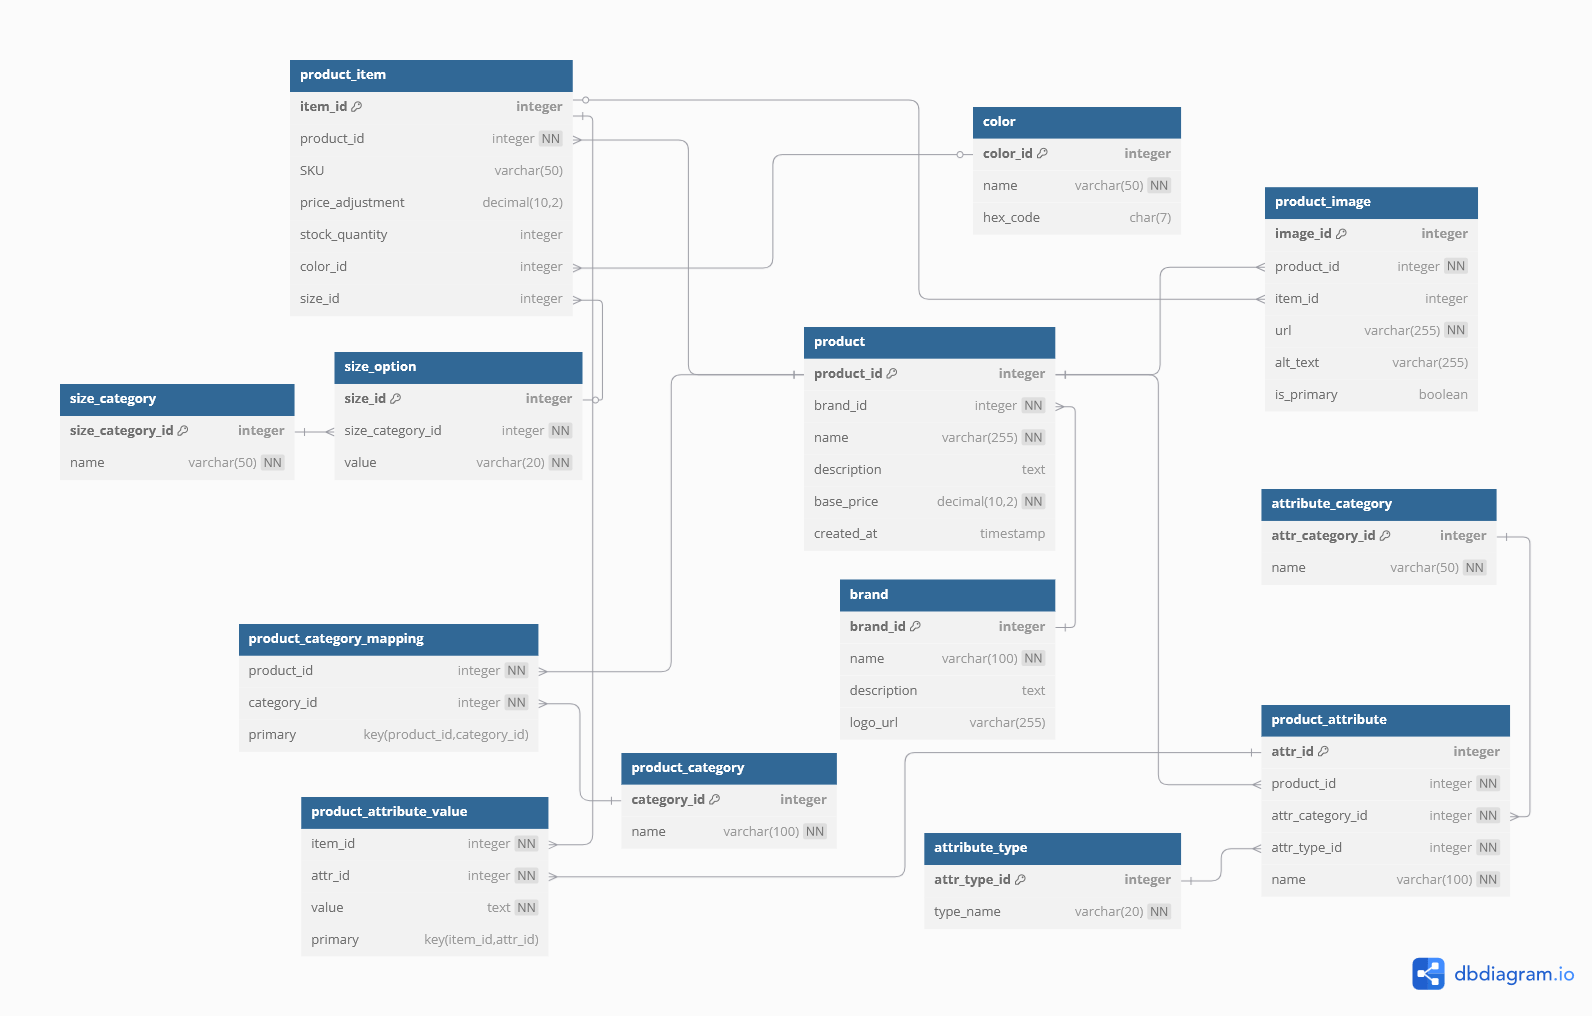 product_item
item_id integer
product_id integer NN
SKU varchar(50)
price_adjustment decimal(10,2)
stock_quantity integer
color_id integer
size_id integer
color
color_id integer
name varchar(50) NN
hex_code char(7)
product_image
image_id integer
product_id integer NN
item_id integer
url varchar(255) NN
alt_text varchar(255)
is_primary boolean
size_category
size_category_id integer
name varchar(50) NN
size_option
size_id integer
size_category_id integer NN
value varchar(20) NN
product
product_id integer
brand_id integer NN
name varchar(255) NN
description text
base_price decimal(10,2) NN
created_at timestamp
attribute_category
attr_category_id integer
name varchar(50) NN
brand
brand_id integer
name varchar(100) NN
description text
logo_url varchar(255)
product_category_mapping
product_id integer NN
category_id integer NN
primary key(product_id,category_id)
product_category
category_id integer
name varchar(100) NN
product_attribute
attr_id integer
product_id integer NN
attr_category_id integer NN
attr_type_id integer NN
name varchar(100) NN
product_attribute_value
item_id integer NN
attr_id integer NN
value text NN
primary key(item_id,attr_id)
attribute_type
attr_type_id integer
type_name varchar(20) NN
dbdiagram.io